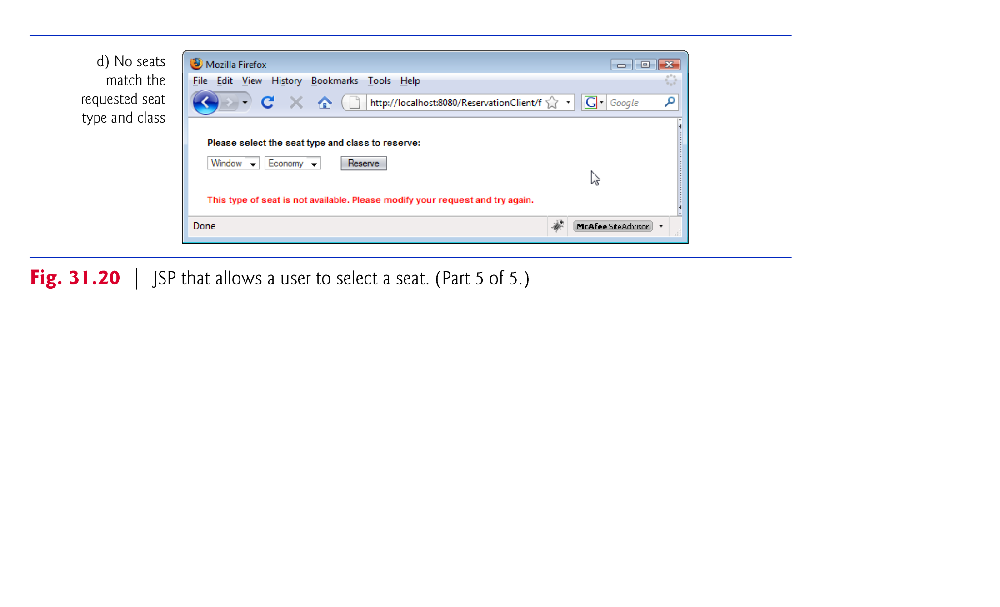 d) No seats
match the
requested seat
type and class
Mozilla Firefox
File Edit View History Bookmarks Tools Help
http://localhost:8080/ReservationClient/f
G Google
Please select the seat type and class to reserve:
Window Economy Reserve
This type of seat is not available. Please modify your request and try again.
Done
McAfee SiteAdvisor
Fig. 31.20 | JSP that allows a user to select a seat. (Part 5 of 5.)